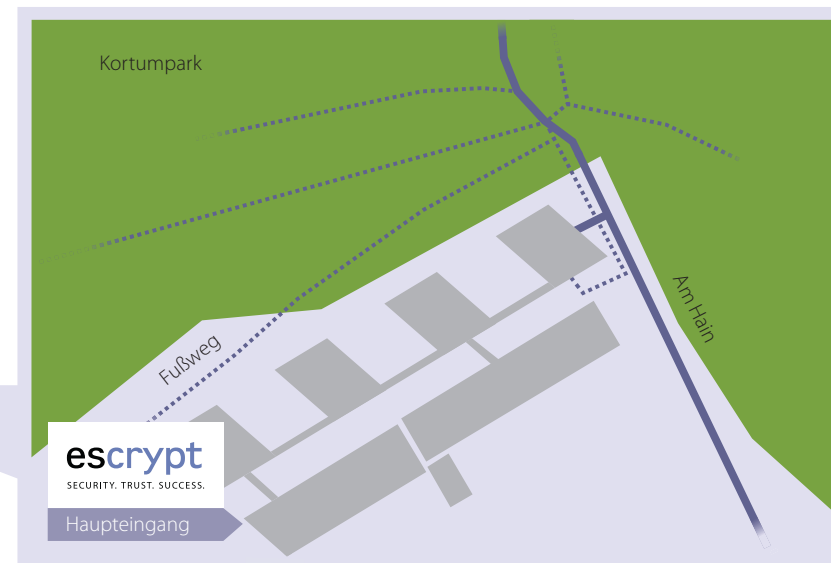 Kortumpark
Am Hain
Fußweg
escrypt
SECURITY. TRUST. SUCCESS.
Haupteingang